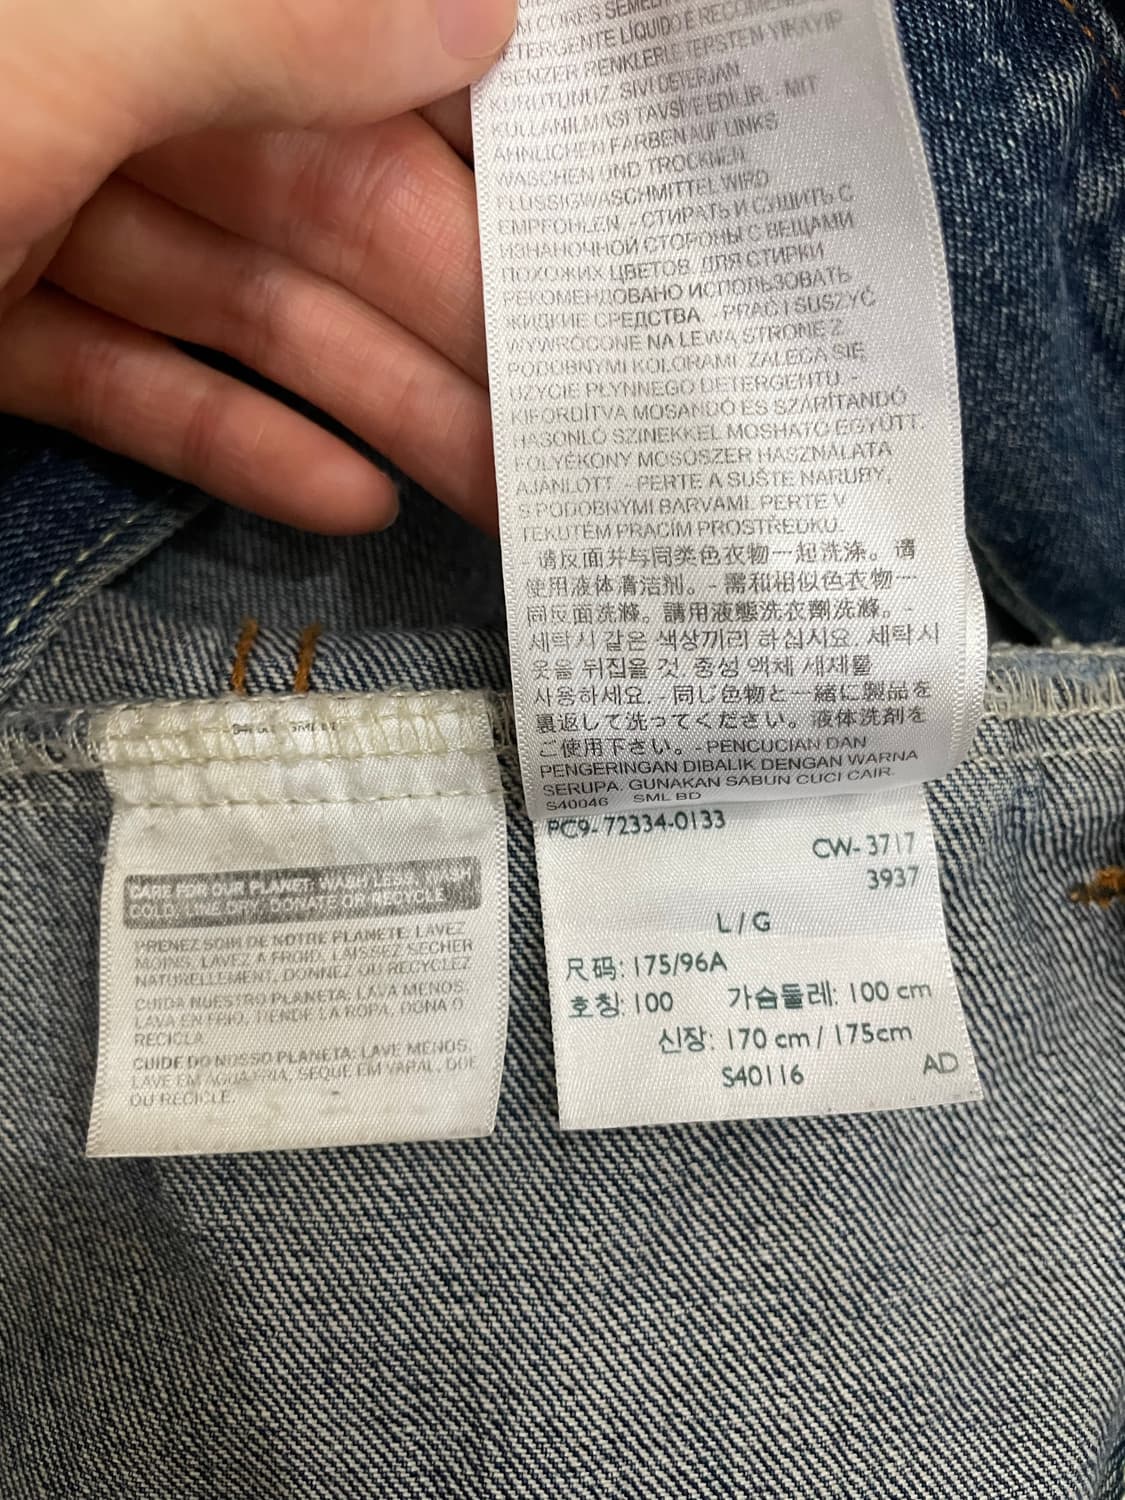 N CORES SEMEL
DETERGENTE LÍQUIDO É RECOMEN
BENZER RENKLERLE TERSTEN YIKAYIP
KURUTUNUZ. SIVI DETERJAN
KULLANILMASI TAVSİYE EDİLİR. - MIT
ÄHNLICHEN FARBEN AUF LINKS
WASCHEN UND TROCKNEN.
FLÜSSIGWASCHMITTEL WIRD
EMPFOHLEN. - СТИРАТЬ И СУШИТЬ С
ИЗНАНОЧНОЙ СТОРОНЫ С ВЕЩАМИ
ПОХОЖИХ ЦВЕТОВ. ДЛЯ СТИРКИ
РЕКОМЕНДОВАНО ИСПОЛЬЗОВАТЬ
ЖИДКИЕ СРЕДСТВА. - PRAĆ I SUSZYĆ
WYWRÓCONE NA LEWĄ STRONĘ Z
PODOBNYMI KOLORAMI. ZALECA SIĘ
UŻYCIE PŁYNNEGO DETERGENTU. -
KIFORDÍTVA MOSANDÓ ÉS SZÁRÍTANDÓ
HASONLÓ SZÍNEKKEL MOSHATÓ EGYÜTT.
FOLYÉKONY MOSÓSZER HASZNÁLATA
AJÁNLOTT. - PERTE A SUŠTE NARUBY,
S PODOBNÝMI BARVAMI. PERTE V
TEKUTÉM PRACÍM PROSTŘEDKU.
- 请反面并与同类色衣物一起洗涤。请
使用液体清洁剂。- 需和相似色衣物一
同反面洗滌。請用液態洗衣劑洗滌。-
세탁시 같은 색상끼리 하십시요. 세탁시
옷을 뒤집을 것. 중성 액체 세제를
사용하세요. - 同じ色物と一緒に製品を
裏返して洗ってください。液体洗剤を
ご使用下さい。- PENCUCIAN DAN
PENGERINGAN DIBALIK DENGAN WARNA
SERUPA. GUNAKAN SABUN CUCI CAIR.
S40046 SML BD
PC9-72334-0133
CW-3717
3937
L/G
尺码: 175/96A
호칭: 100 가슴둘레: 100 cm
신장: 170 cm / 175cm
S40116 AD
CARE FOR OUR PLANET: WASH LESS, WASH
COLD, LINE DRY, DONATE OR RECYCLE
PRENEZ SOIN DE NOTRE PLANETE: LAVEZ
MOINS, LAVEZ A FROID, LAISSEZ SECHER
NATURELLEMENT, DONNEZ OU RECYCLEZ
CUIDA NUESTRO PLANETA: LAVA MENOS,
LAVA EN FRIO, TIENDE LA ROPA, DONA O
RECICLA
CUIDE DO NOSSO PLANETA: LAVE MENOS,
LAVE EM AGUA FRIA, SEQUE EM VARAL, DOE
OU RECICLE.